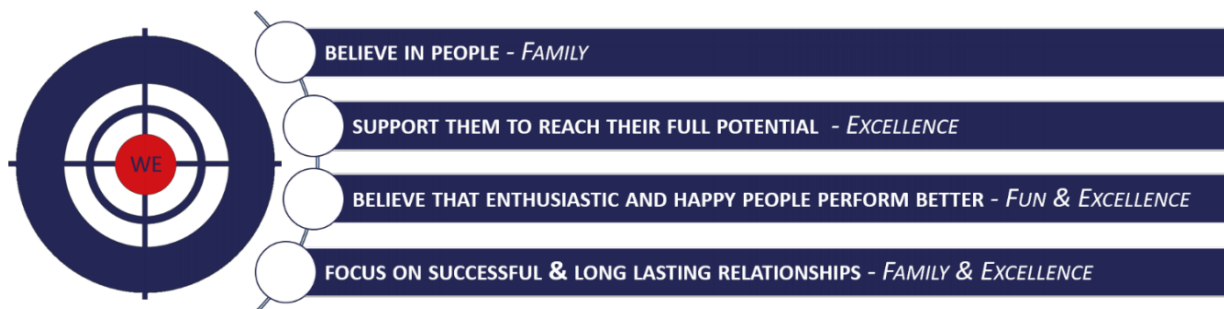 WE
BELIEVE IN PEOPLE - FAMILY
SUPPORT THEM TO REACH THEIR FULL POTENTIAL - EXCELLENCE
BELIEVE THAT ENTHUSIASTIC AND HAPPY PEOPLE PERFORM BETTER - FUN & EXCELLENCE
FOCUS ON SUCCESSFUL & LONG LASTING RELATIONSHIPS - FAMILY & EXCELLENCE